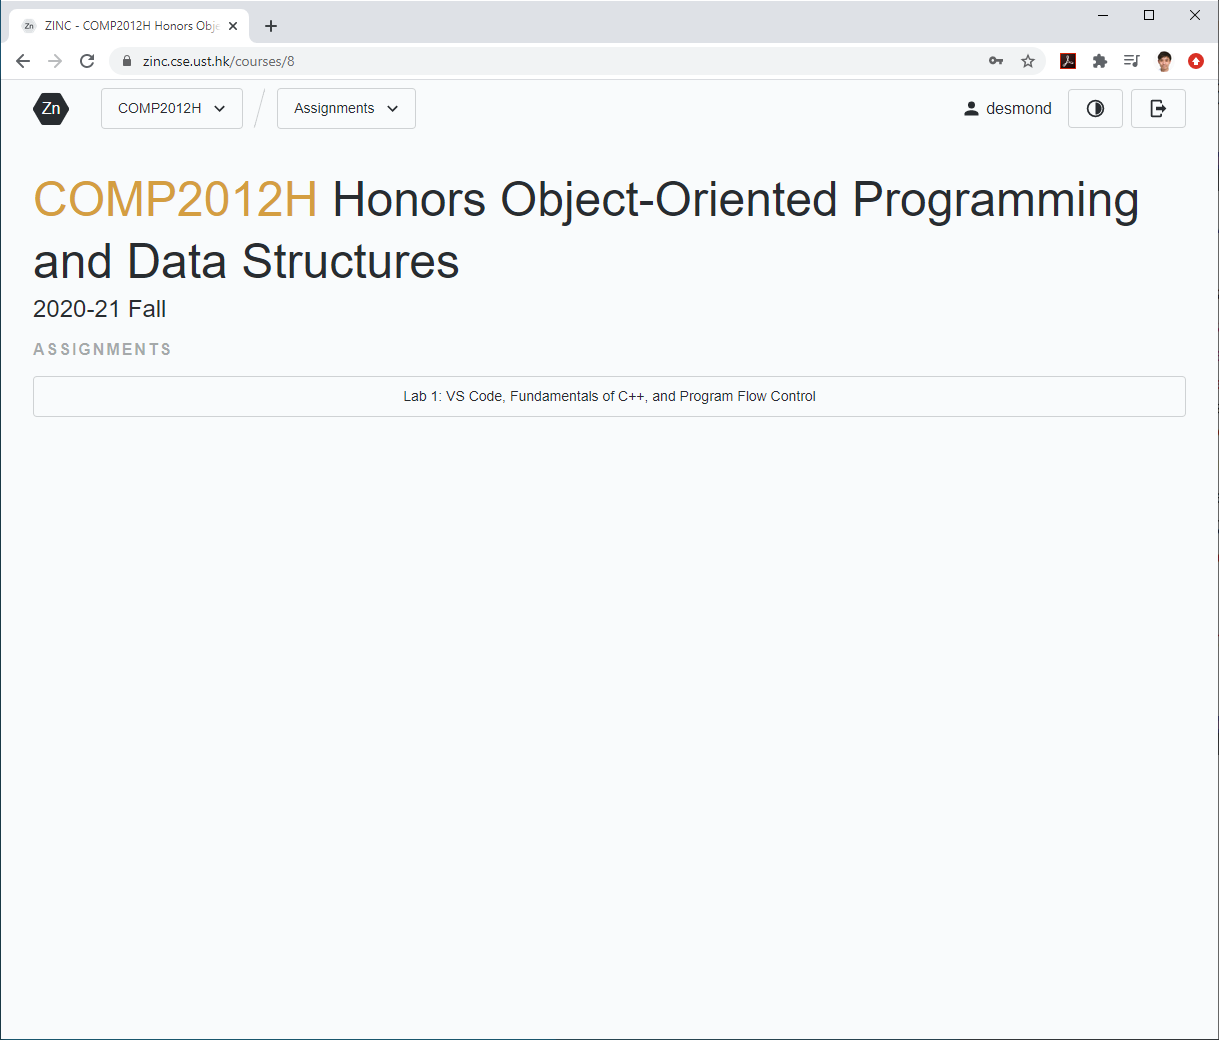 Zn ZINC - COMP2012H Honors Obje
zinc.cse.ust.hk/courses/8
Zn COMP2012H Assignments desmond
COMP2012H Honors Object-Oriented Programming
and Data Structures
2020-21 Fall
ASSIGNMENTS
Lab 1: VS Code, Fundamentals of C++, and Program Flow Control